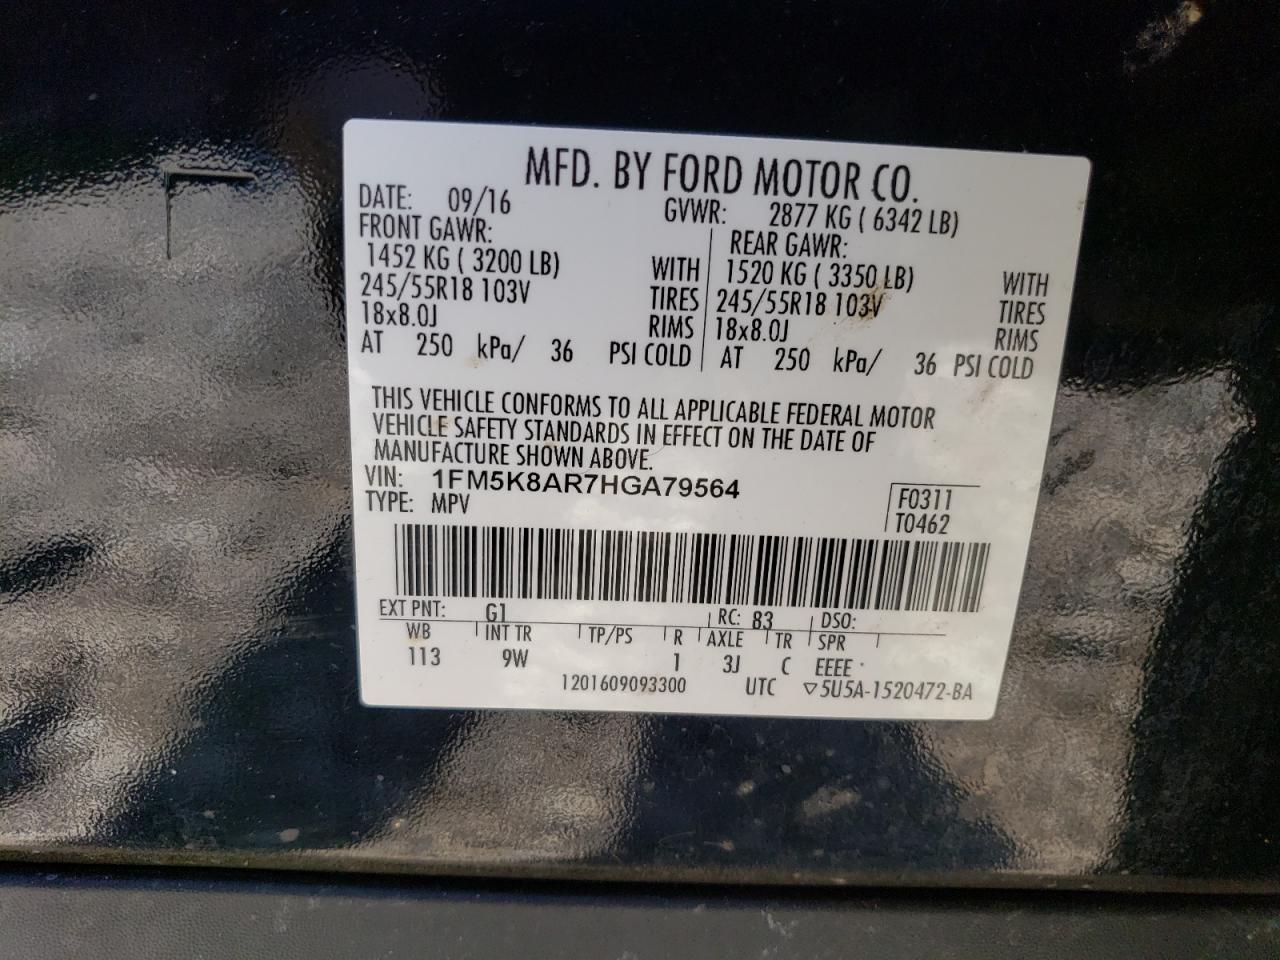 MFD. BY FORD MOTOR CO.
DATE: 09/16 GVWR: 2877 KG ( 6342 LB)
FRONT GAWR: REAR GAWR:
1452 KG ( 3200 LB) WITH 1520 KG ( 3350 LB) WITH
245/55R18 103V TIRES 245/55R18 103V TIRES
18x8.0J RIMS 18x8.0J RIMS
AT 250 kPa/ 36 PSI COLD AT 250 kPa/ 36 PSI COLD
THIS VEHICLE CONFORMS TO ALL APPLICABLE FEDERAL MOTOR
VEHICLE SAFETY STANDARDS IN EFFECT ON THE DATE OF
MANUFACTURE SHOWN ABOVE.
VIN: 1FM5K8AR7HGA79564 F0311
TYPE: MPV T0462
EXT PNT: G1 RC: 83 DSO:
WB INT TR TP/PS R AXLE TR SPR
113 9W 1 3J C EEEE
1201609093300 UTC ▽5U5A-1520472-BA